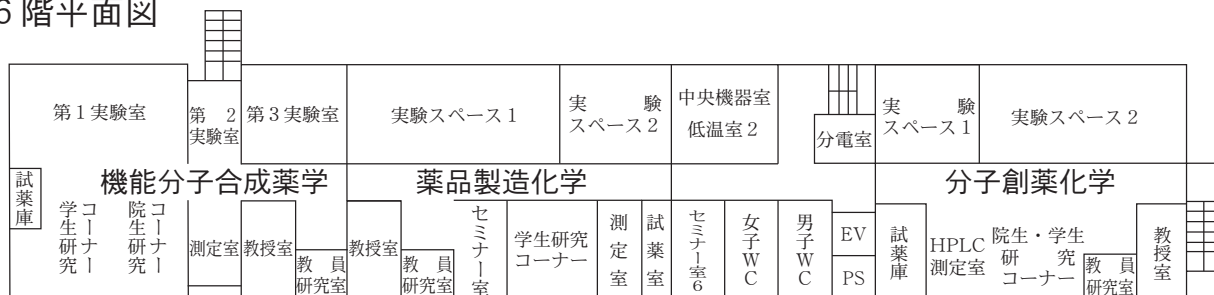 6階平面図
第1実験室
第　2
実験室
第3実験室
実験スペース1
実　　験
スペース2
中央機器室
低温室2
分電室
実　　験
スペース1
実験スペース2
試薬庫
機能分子合成薬学
薬品製造化学
分子創薬化学
学生研究
コーナー
院生研究
コーナー
測定室
教授室
教　員
研究室
教授室
教　員
研究室
セミナー室
学生研究
コーナー
測定室
試薬室
セミナー室6
女子WC
男子WC
EV
PS
試薬庫
HPLC
測定室
院生・学生
研　　究
コーナー
教　員
研究室
教授室